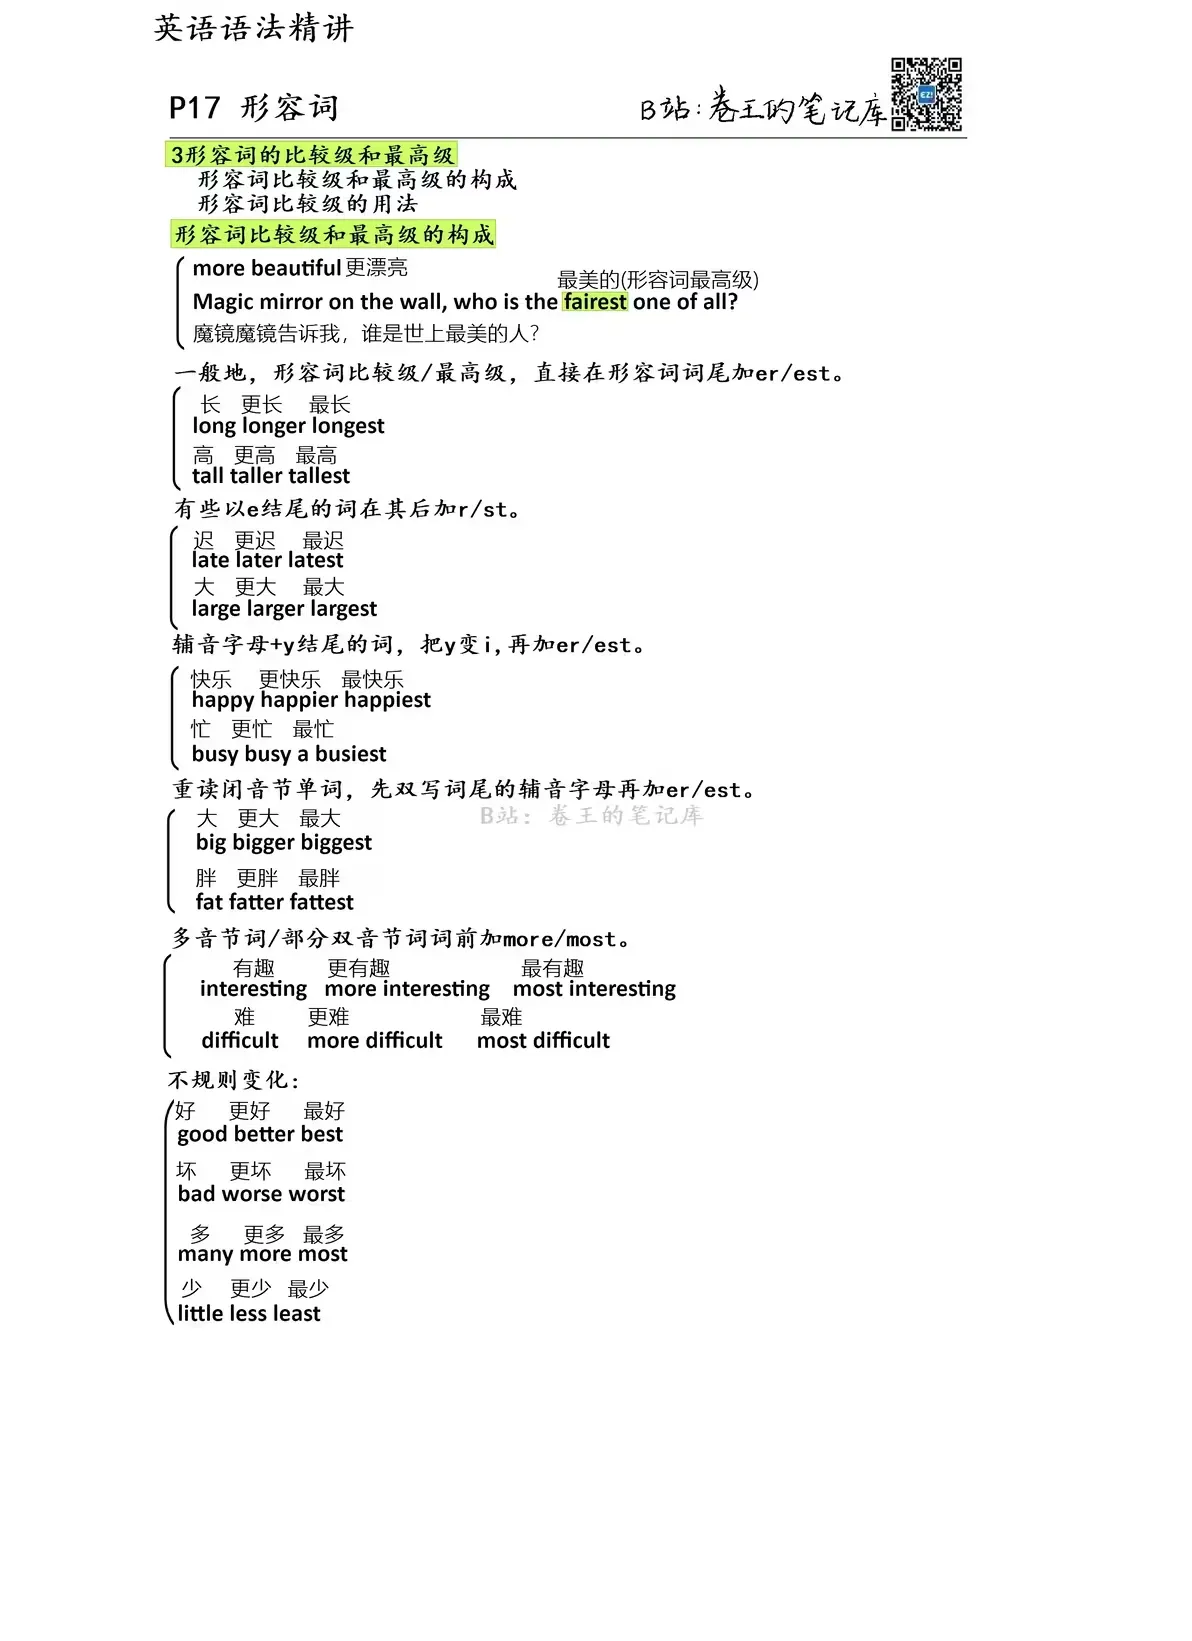 英语语法精讲
P17 形容词
B站:卷王的笔记库
EZ!
3形容词的比较级和最高级
形容词比较级和最高级的构成
形容词比较级的用法
形容词比较级和最高级的构成
more beautiful更漂亮
最美的(形容词最高级)
Magic mirror on the wall, who is the fairest one of all?
魔镜魔镜告诉我，谁是世上最美的人?
一般地，形容词比较级/最高级，直接在形容词词尾加er/est。
长 更长 最长
long longer longest
高 更高 最高
tall taller tallest
有些以e结尾的词在其后加r/st。
迟 更迟 最迟
late later latest
大 更大 最大
large larger largest
辅音字母+y结尾的词，把y变i,再加er/est。
快乐 更快乐 最快乐
happy happier happiest
忙 更忙 最忙
busy busy a busiest
重读闭音节单词，先双写词尾的辅音字母再加er/est。
B站：卷王的笔记库
大 更大 最大
big bigger biggest
胖 更胖 最胖
fat fatter fattest
多音节词/部分双音节词词前加more/most。
有趣 更有趣 最有趣
interesting more interesting most interesting
难 更难 最难
difficult more difficult most difficult
不规则变化：
好 更好 最好
good better best
坏 更坏 最坏
bad worse worst
多 更多 最多
many more most
少 更少 最少
little less least